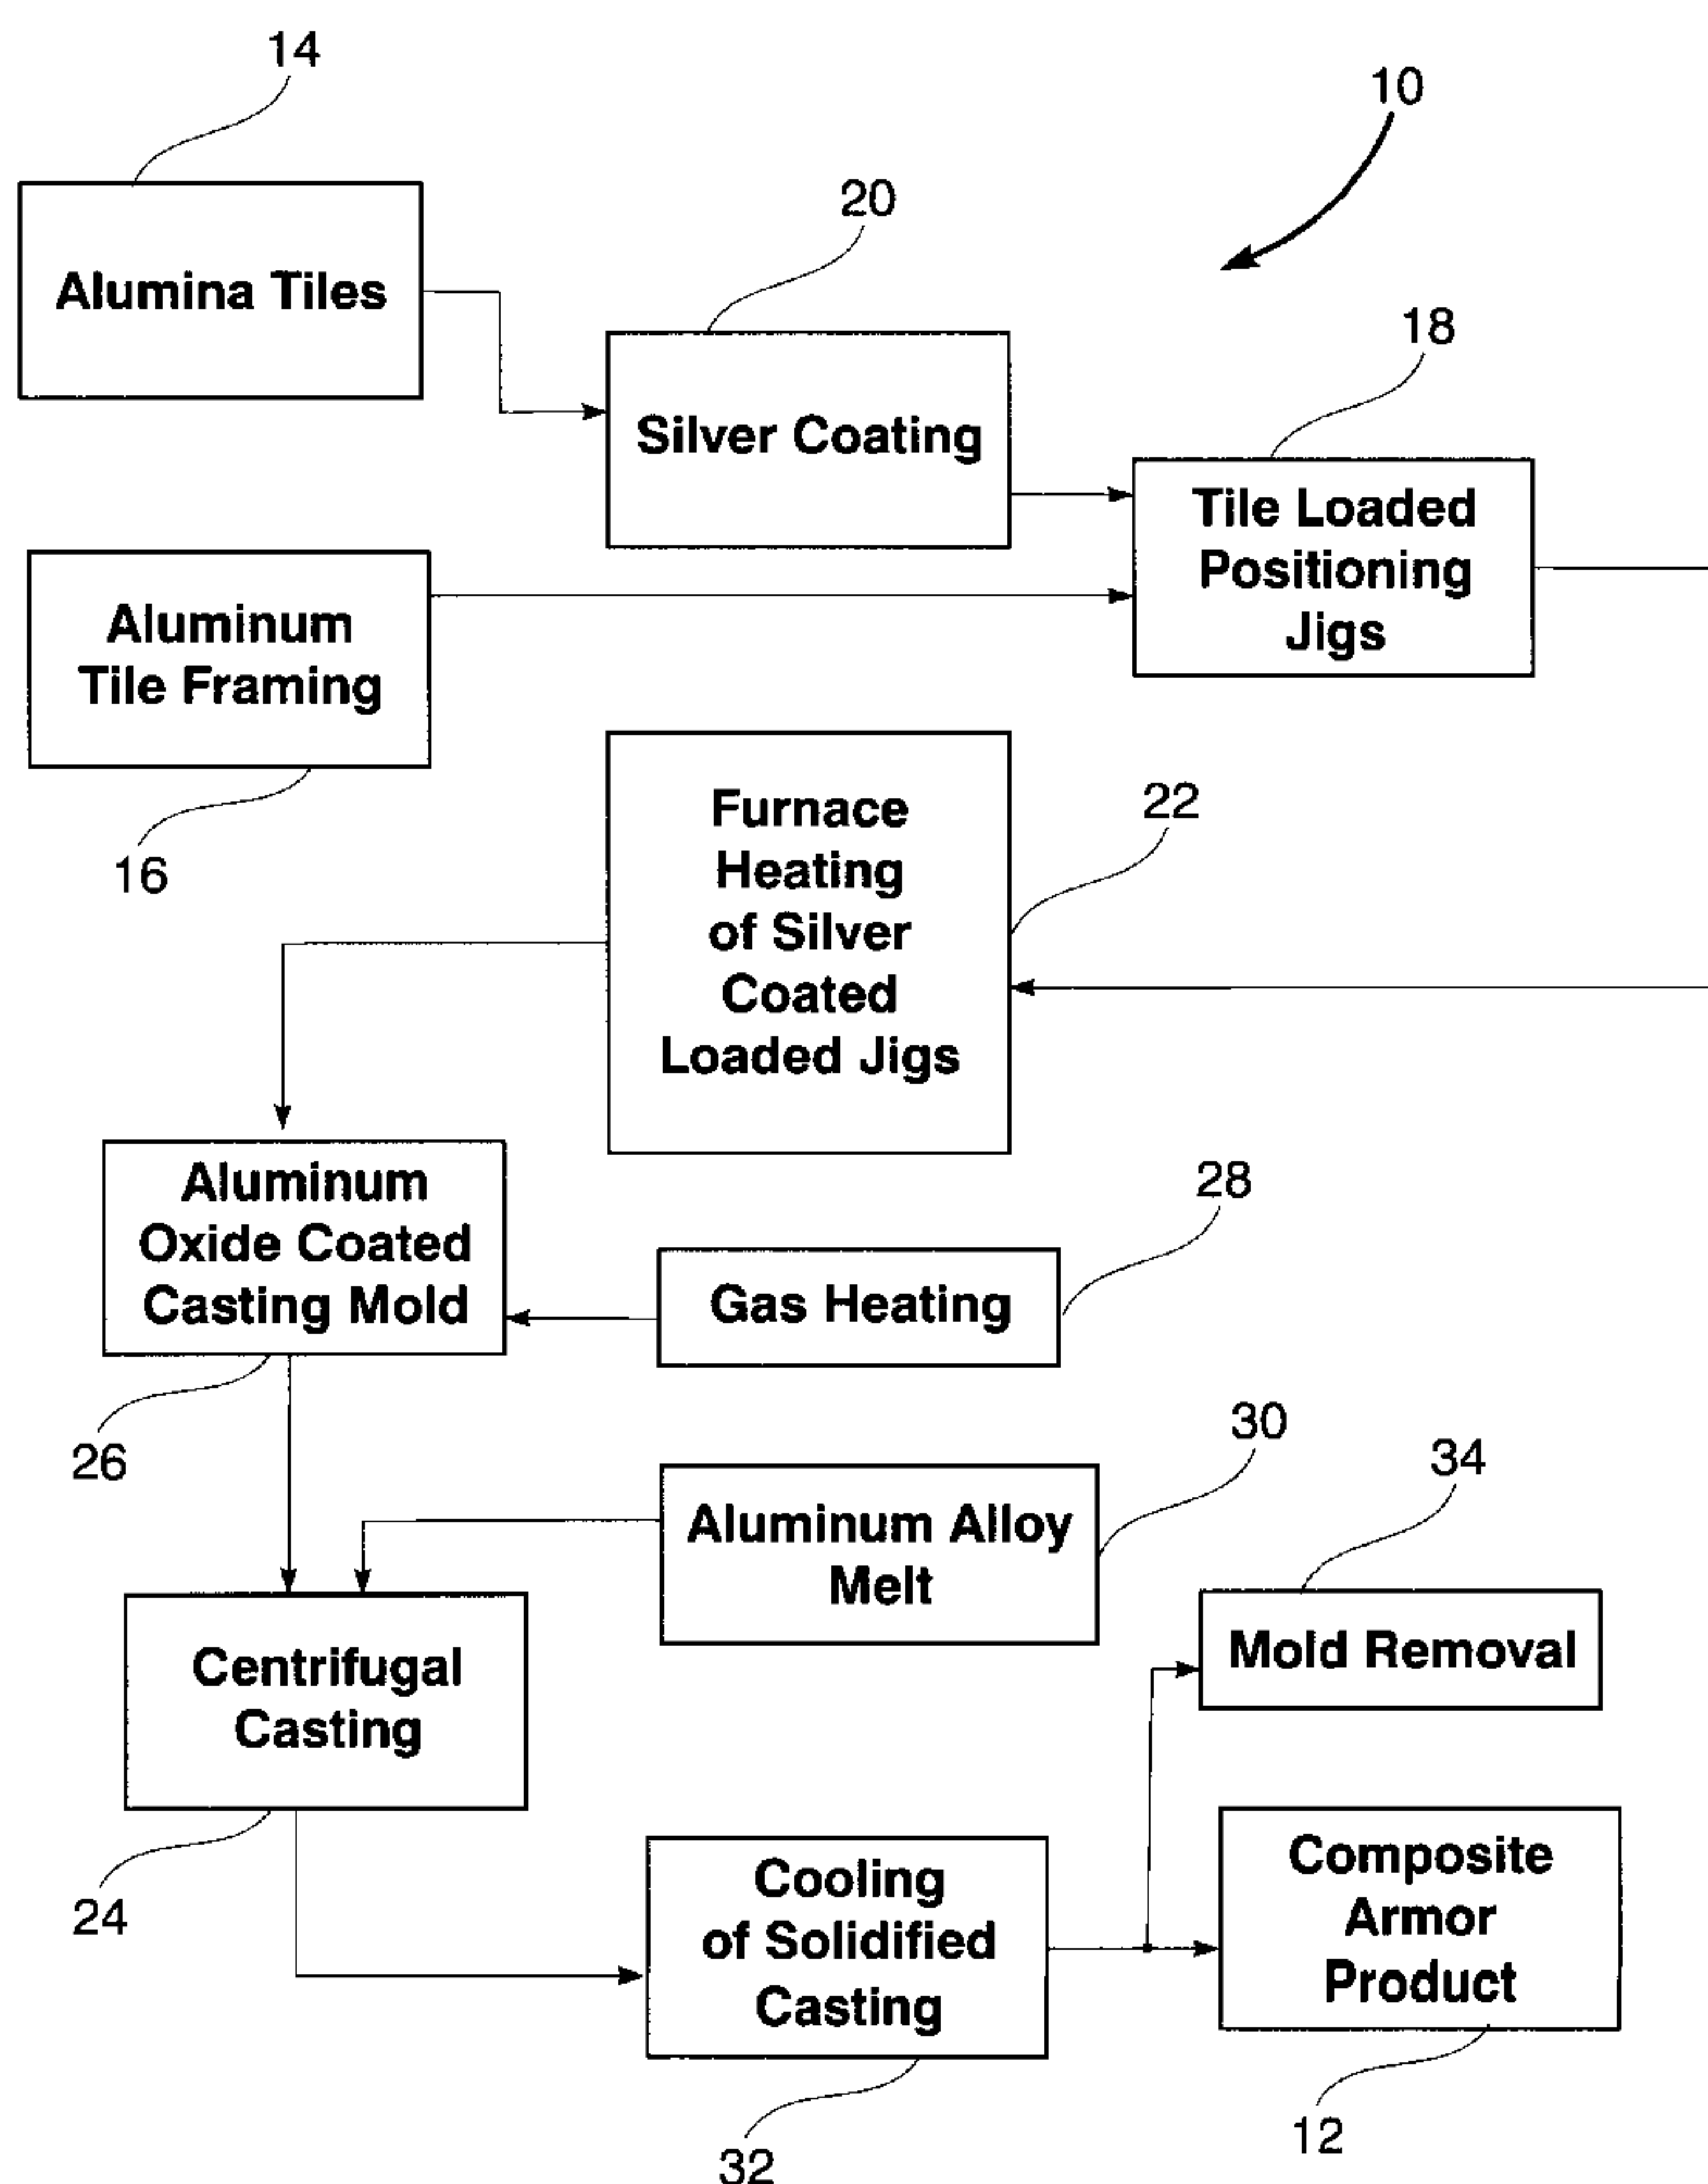 14
10
20
Alumina Tiles
18
Silver Coating
Tile Loaded
Positioning
Jigs
Aluminum
Tile Framing
16
Furnace
Heating
of Silver
Coated
Loaded Jigs
22
Aluminum
Oxide Coated
Casting Mold
28
Gas Heating
26
30
34
Aluminum Alloy
Melt
Mold Removal
Centrifugal
Casting
24
Cooling
of Solidified
Casting
Composite
Armor
Product
32
12